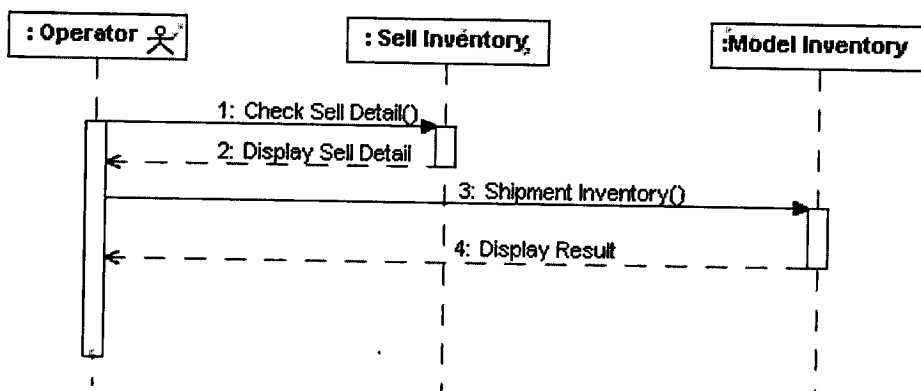 : Operator
: Sell Inventory
:Model Inventory
1: Check Sell Detail()
2: Display Sell Detail
3: Shipment Inventory()
4: Display Result